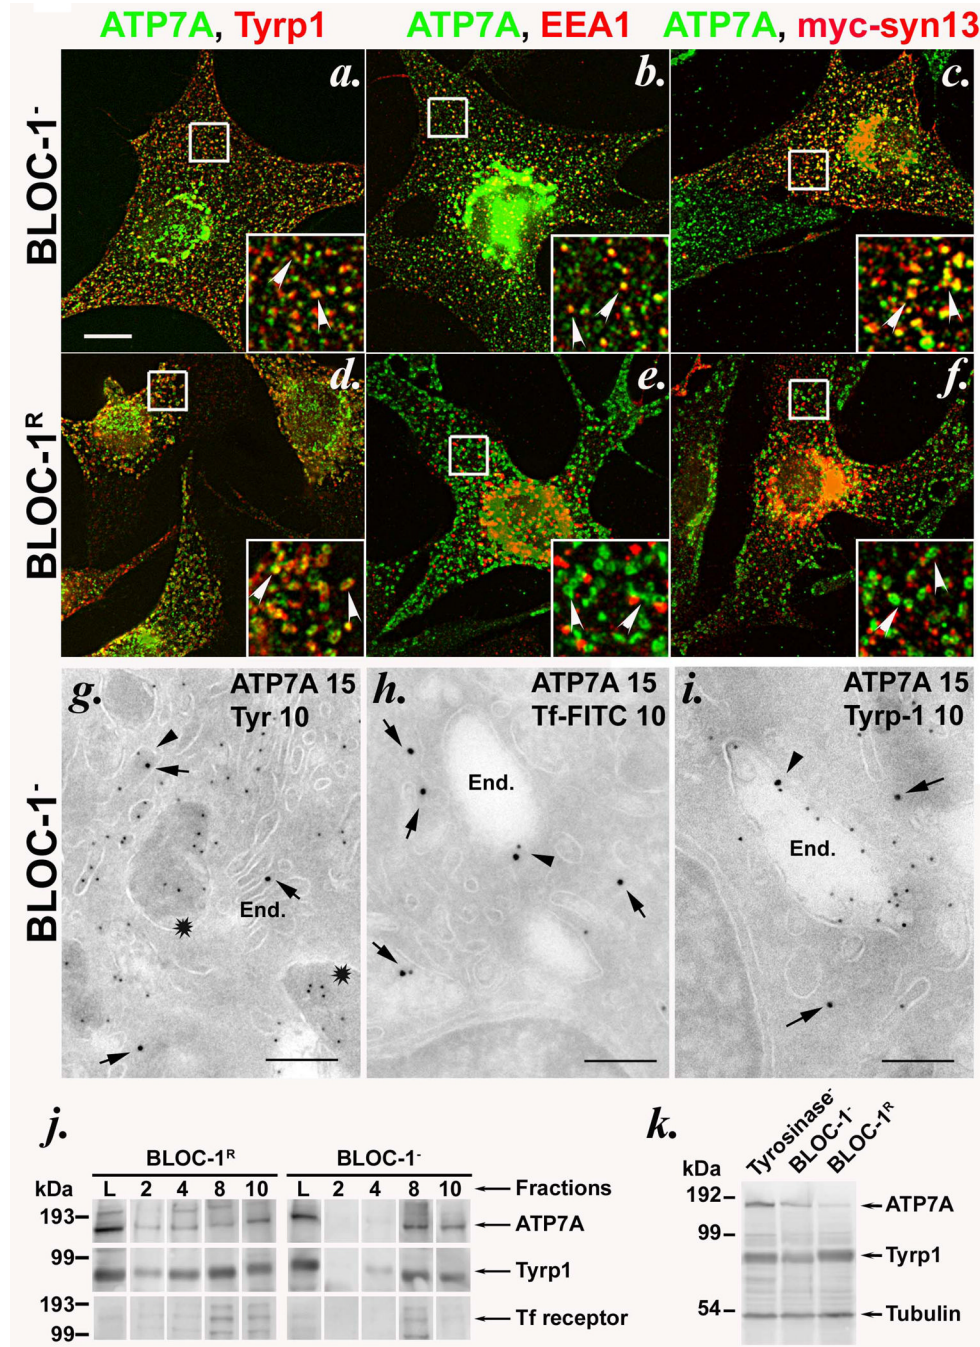 ATP7A, Tyrp1
ATP7A, EEA1
ATP7A, myc-syn13
BLOC-1⁻
a.
b.
c.
BLOC-1ᴿ
d.
e.
f.
BLOC-1⁻
g.
ATP7A 15
Tyr 10
End.
h.
ATP7A 15
Tf-FITC 10
End.
i.
ATP7A 15
Tyrp-1 10
End.
j.
BLOC-1ᴿ
BLOC-1⁻
kDa
L 2 4 8 10
L 2 4 8 10
Fractions
193
ATP7A
99
Tyrp1
193
Tf receptor
99
k.
Tyrosinase⁻
BLOC-1⁻
BLOC-1ᴿ
kDa
192
ATP7A
99
Tyrp1
54
Tubulin